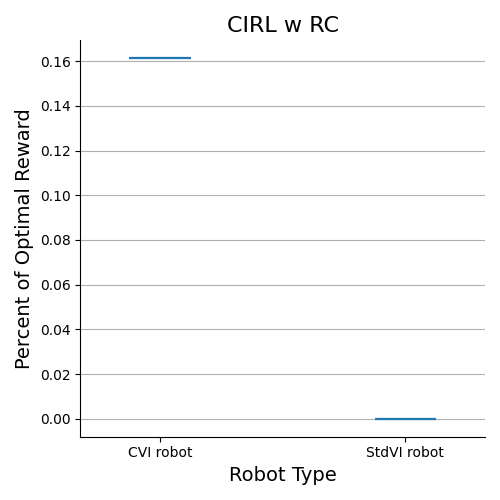 CIRL w RC
Percent of Optimal Reward
0.16
0.14
0.12
0.10
0.08
0.06
0.04
0.02
0.00
CVI robot
StdVI robot
Robot Type